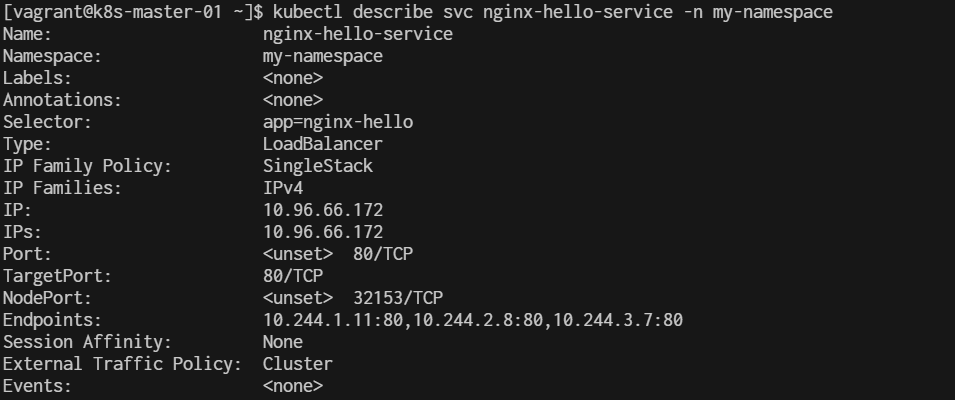 [vagrant@k8s-master-01 ~]$ kubectl describe svc nginx-hello-service -n my-namespace
Name:                     nginx-hello-service
Namespace:                my-namespace
Labels:                   <none>
Annotations:              <none>
Selector:                 app=nginx-hello
Type:                     LoadBalancer
IP Family Policy:         SingleStack
IP Families:              IPv4
IP:                       10.96.66.172
IPs:                      10.96.66.172
Port:                     <unset>  80/TCP
TargetPort:               80/TCP
NodePort:                 <unset>  32153/TCP
Endpoints:                10.244.1.11:80,10.244.2.8:80,10.244.3.7:80
Session Affinity:         None
External Traffic Policy:  Cluster
Events:                   <none>